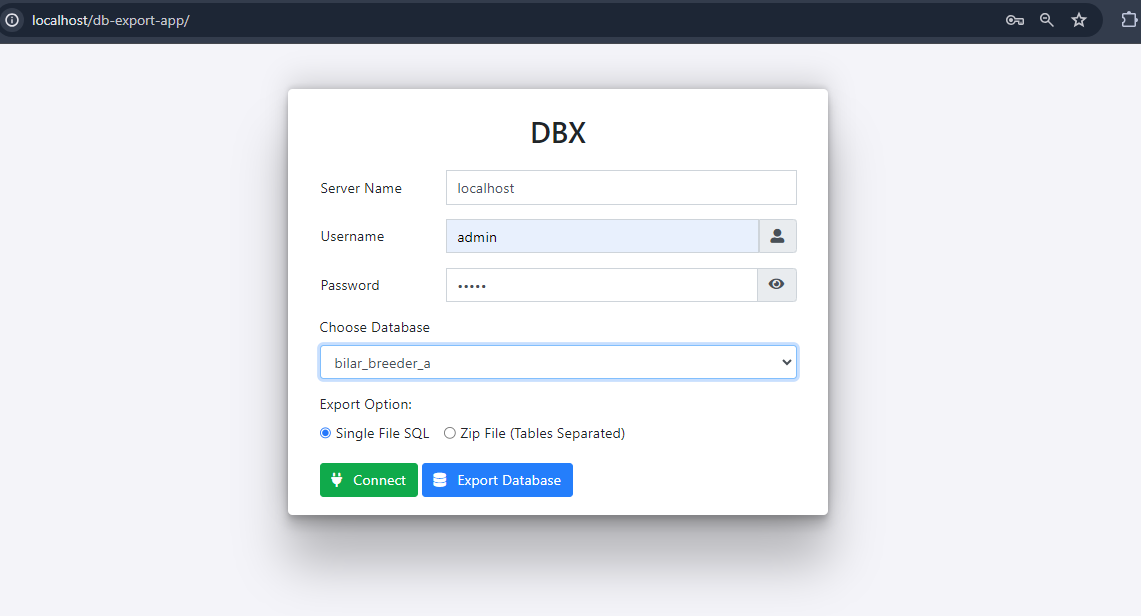 localhost/db-export-app/
DBX
Server Name localhost
Username admin
Password •••••
Choose Database
bilar_breeder_a
Export Option:
Single File SQL Zip File (Tables Separated)
Connect Export Database